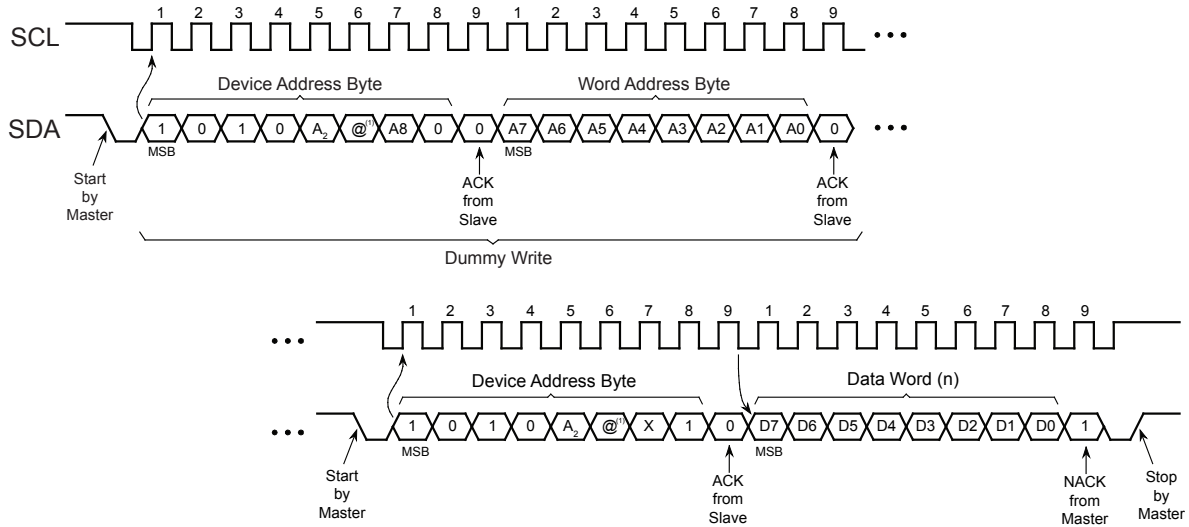 1 2 3 4 5 6 7 8 9 1 2 3 4 5 6 7 8 9
SCL
Device Address Byte Word Address Byte
SDA 1 0 1 0 A2 @(1) A8 0 0 A7 A6 A5 A4 A3 A2 A1 A0 0
MSB MSB
Start
by
Master
ACK
from
Slave
ACK
from
Slave
Dummy Write
1 2 3 4 5 6 7 8 9 1 2 3 4 5 6 7 8 9
Device Address Byte Data Word (n)
1 0 1 0 A2 @(1) X 1 0 D7 D6 D5 D4 D3 D2 D1 D0 1
MSB MSB
Start
by
Master
ACK
from
Slave
NACK
from
Master
Stop
by
Master